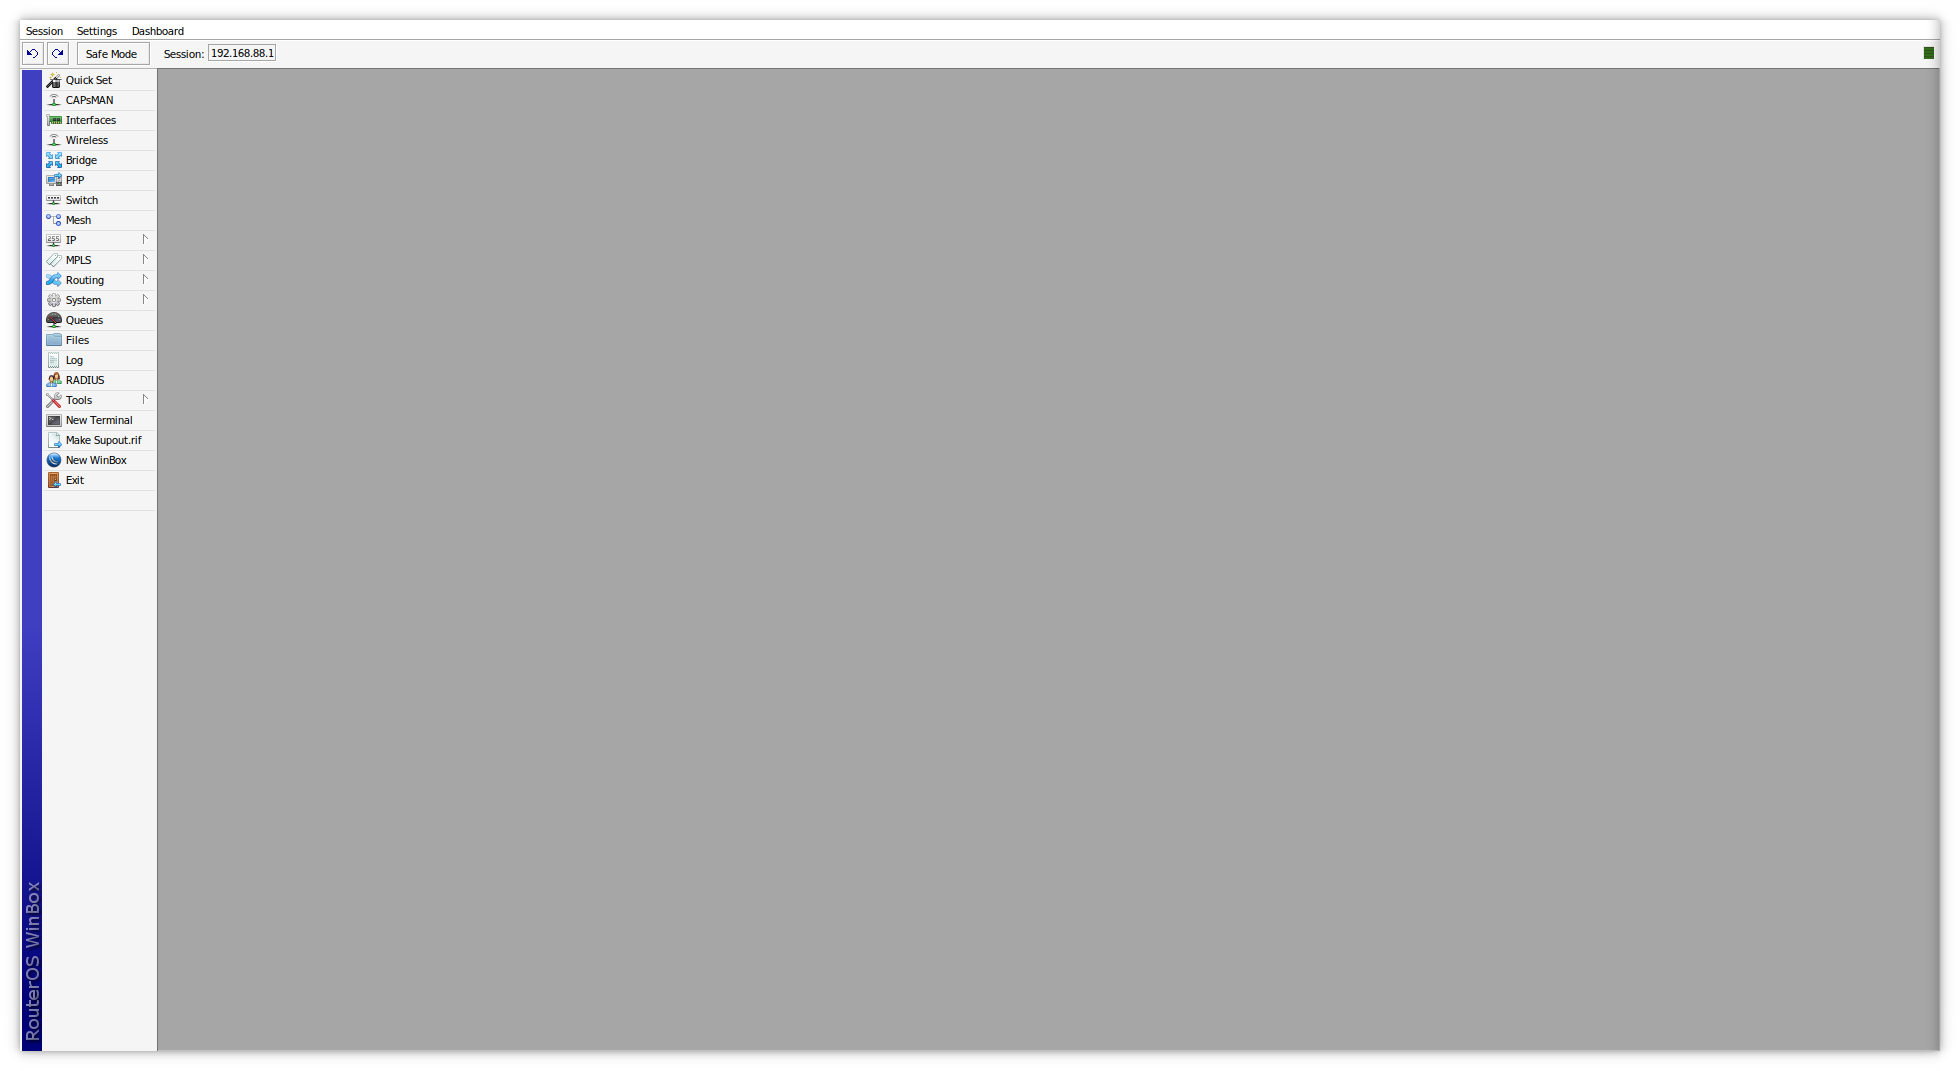 Session Settings Dashboard
Safe Mode Session: 192.168.88.1
Quick Set
CAPsMAN
Interfaces
Wireless
Bridge
PPP
Switch
Mesh
255 IP
MPLS
Routing
System
Queues
Files
Log
RADIUS
Tools
New Terminal
Make Supout.rif
New WinBox
Exit
RouterOS WinBox